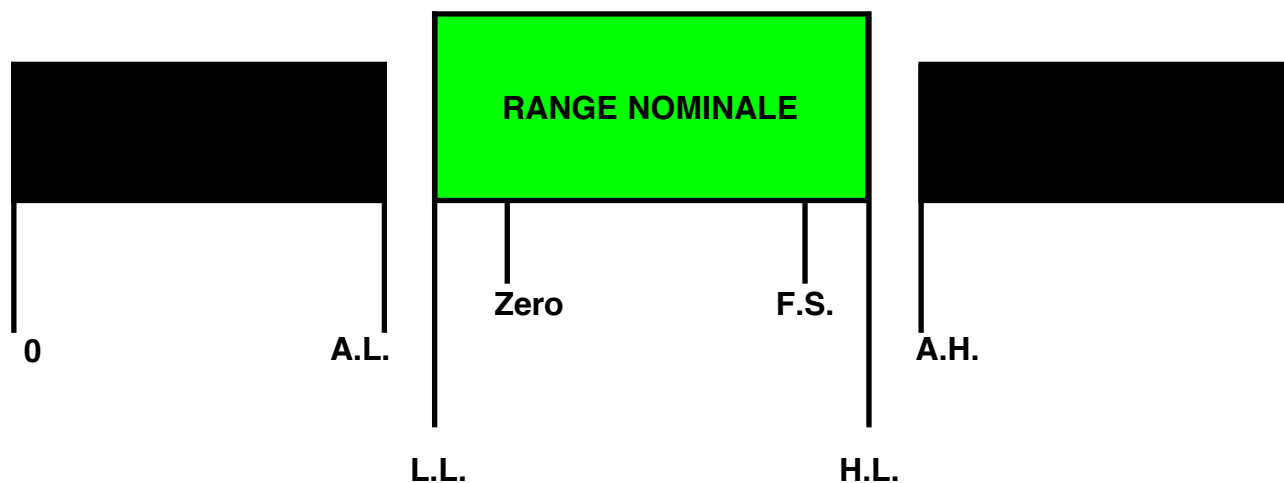 RANGE NOMINALE
Zero
F.S.
0
A.L.
A.H.
L.L.
H.L.